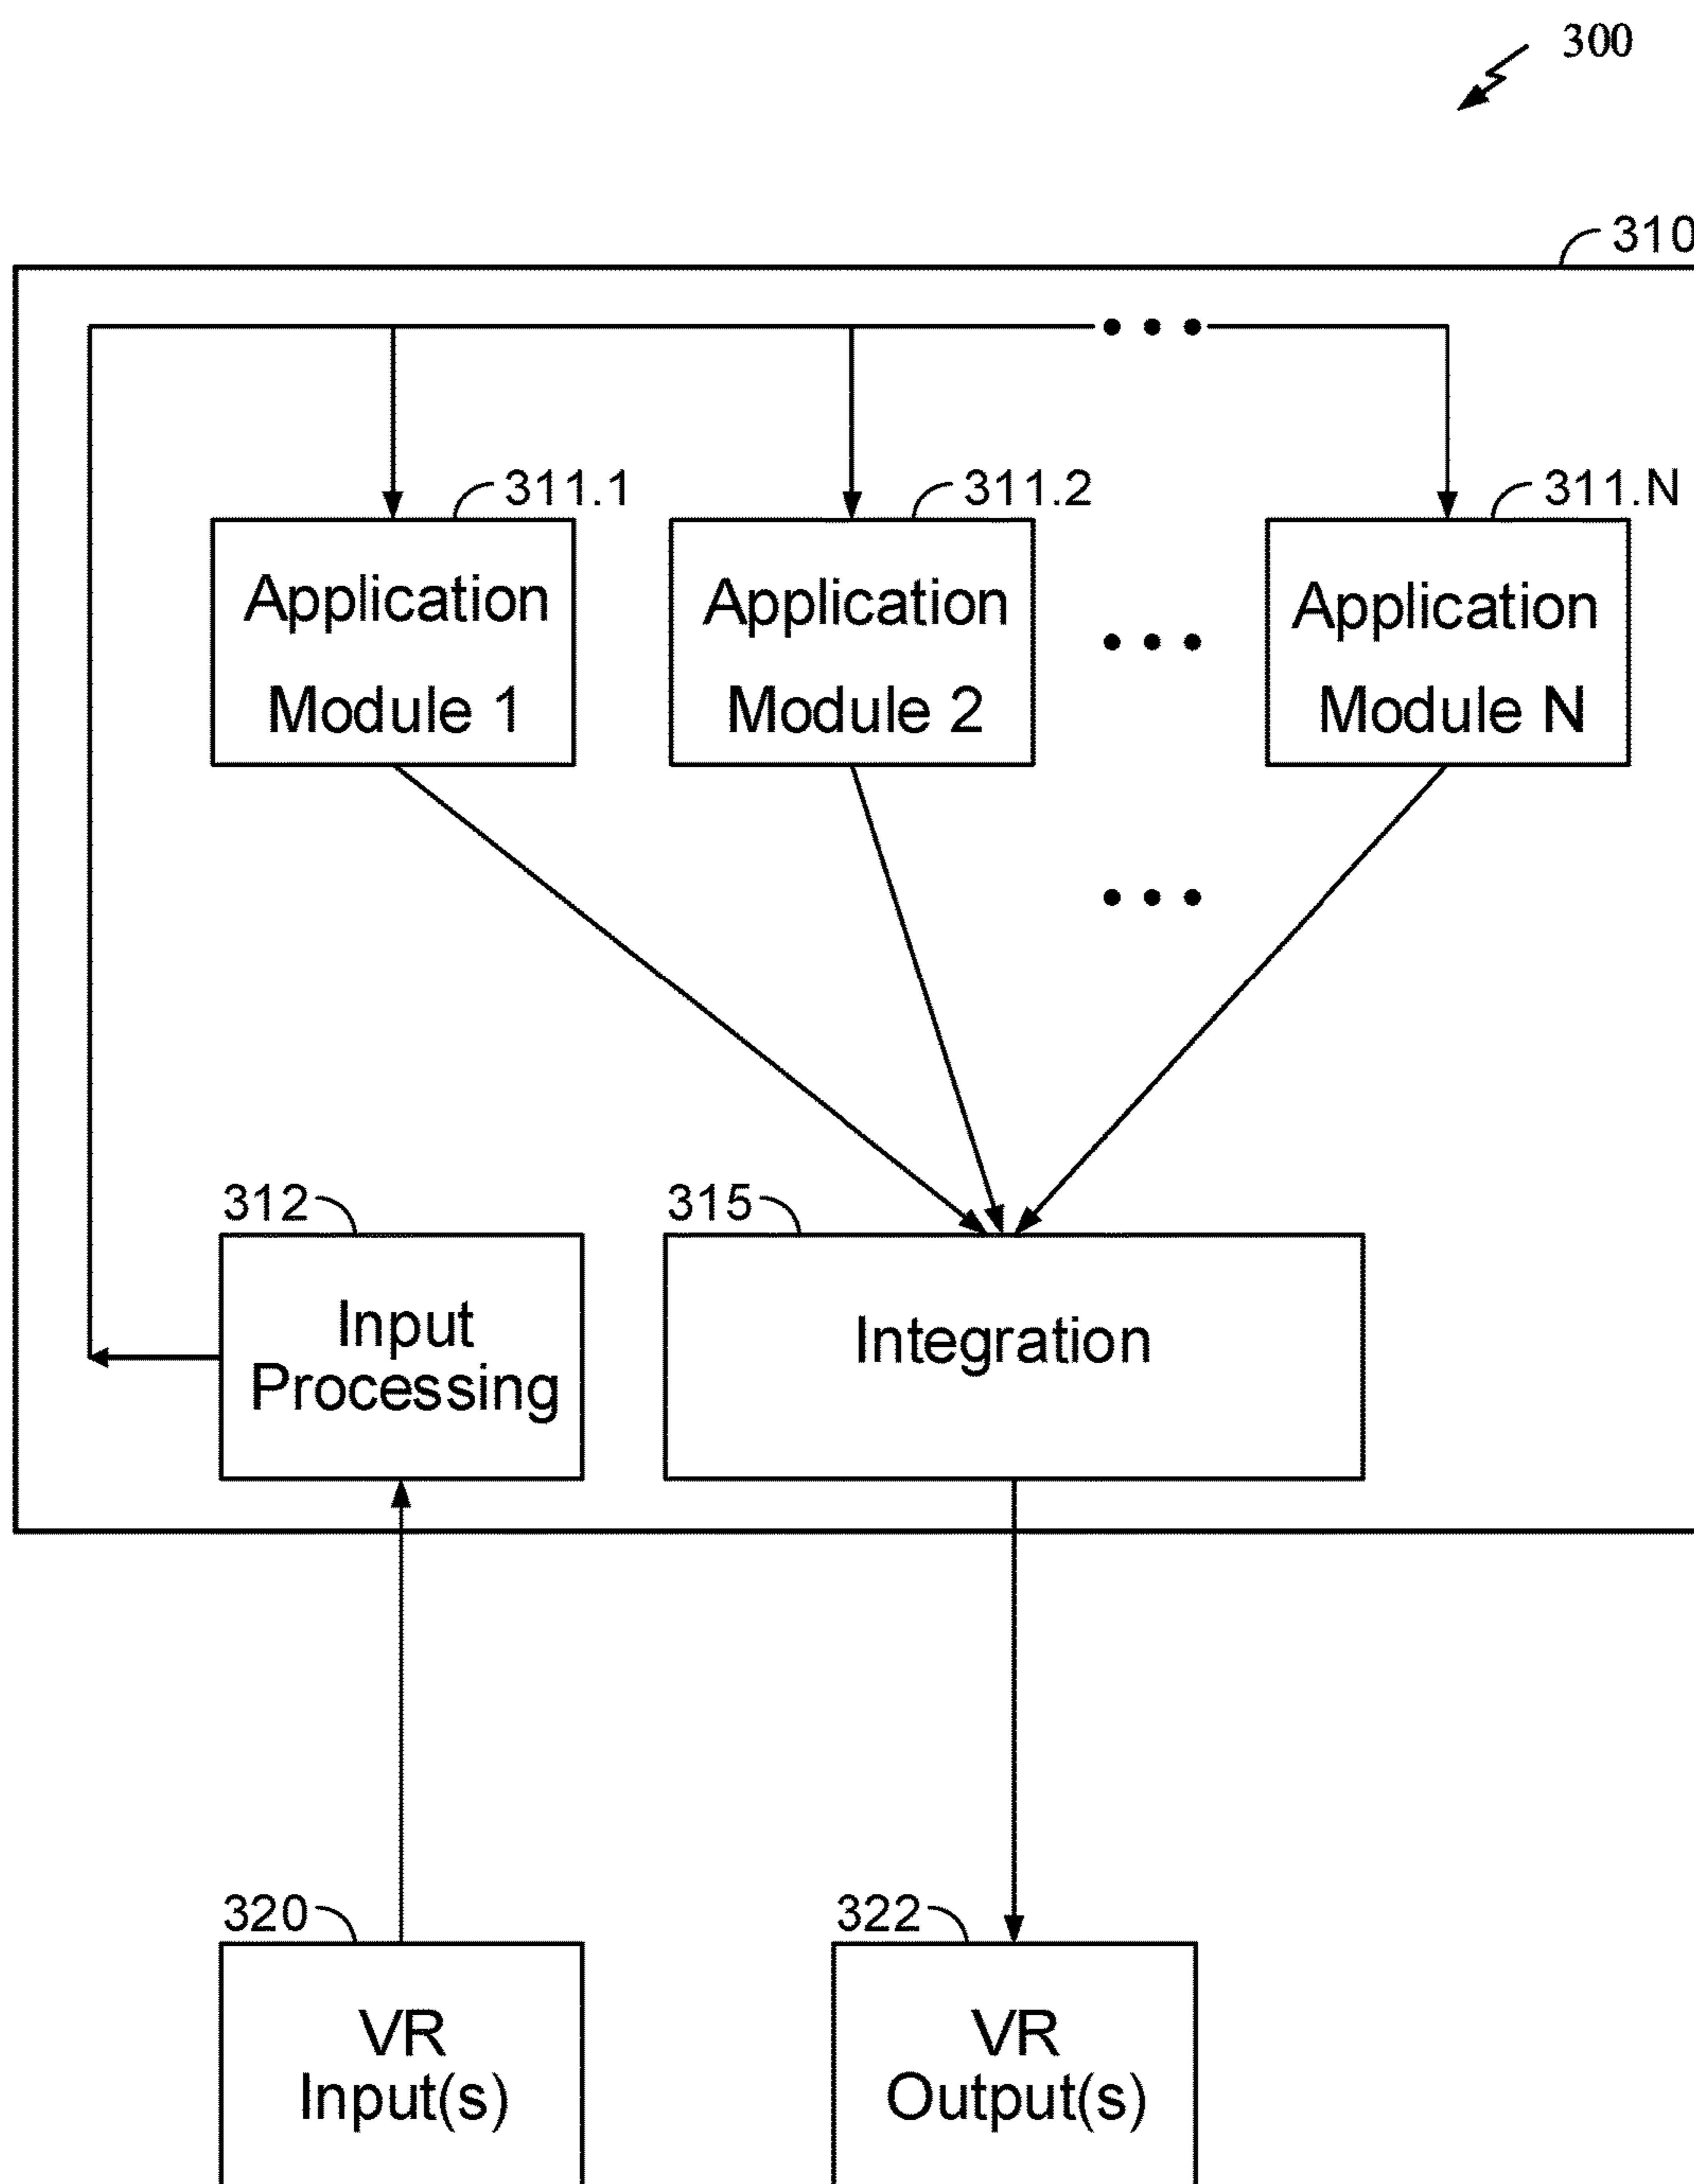 300
310
311.1
311.2
311.N
Application
Module 1
Application
Module 2
Application
Module N
312
315
Input
Processing
Integration
320
322
VR
Input(s)
VR
Output(s)